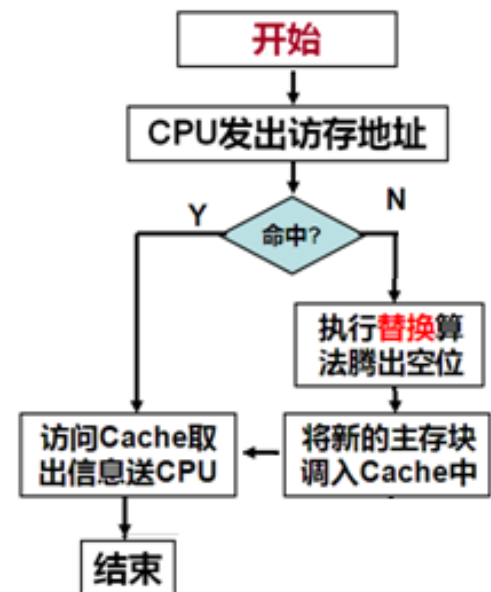 开始
CPU发出访存地址
Y
N
命中?
执行替换算
法腾出空位
访问Cache取
出信息送CPU
将新的主存块
调入Cache中
结束